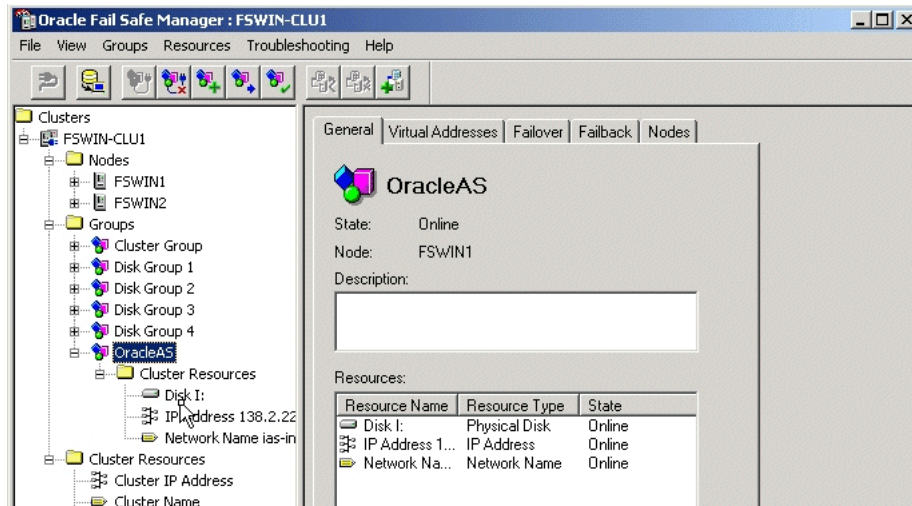 Oracle Fail Safe Manager : FSWIN-CLU1
File View Groups Resources Troubleshooting Help
Clusters
FSWIN-CLU1
Nodes
FSWIN1
FSWIN2
Groups
Cluster Group
Disk Group 1
Disk Group 2
Disk Group 3
Disk Group 4
OracleAS
Cluster Resources
Disk I:
IP Address 138.2.22
Network Name ias-in
Cluster Resources
Cluster IP Address
Cluster Name
General Virtual Addresses Failover Failback Nodes
OracleAS
State: Online
Node: FSWIN1
Description:
Resources:
Resource Name Resource Type State
Disk I: Physical Disk Online
IP Address 1... IP Address Online
Network Na... Network Name Online